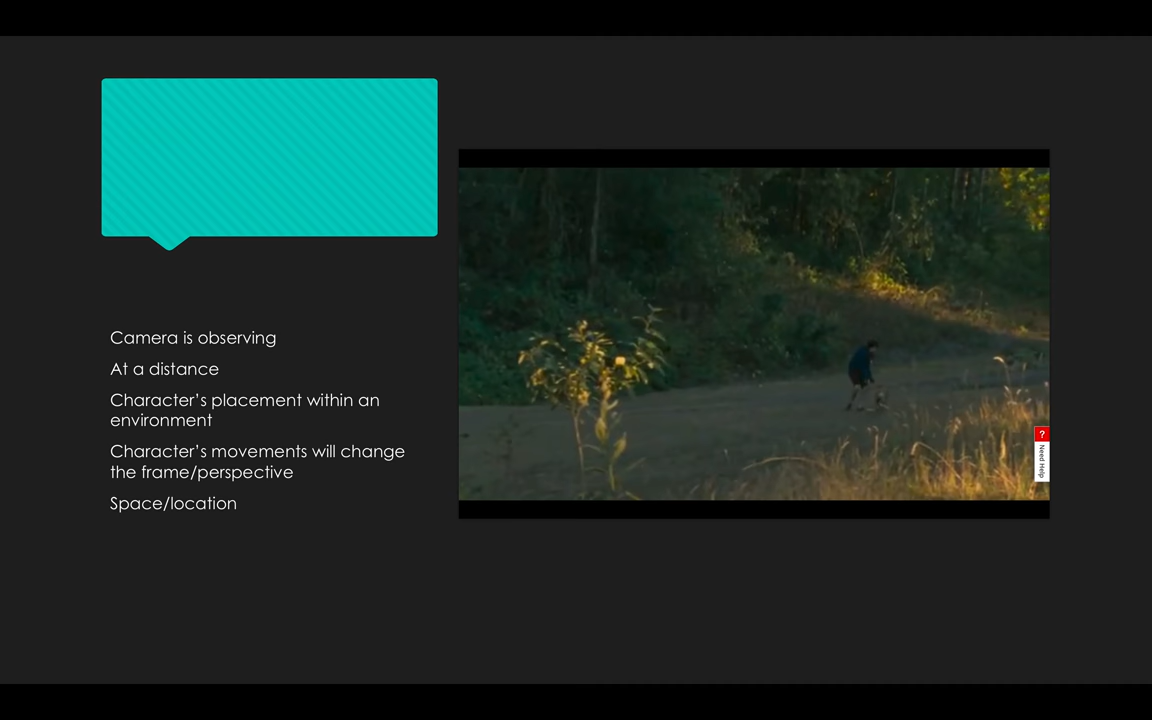 Camera is observing
At a distance
Character’s placement within an
environment
Character’s movements will change
the frame/perspective
Space/location
?
Need Help